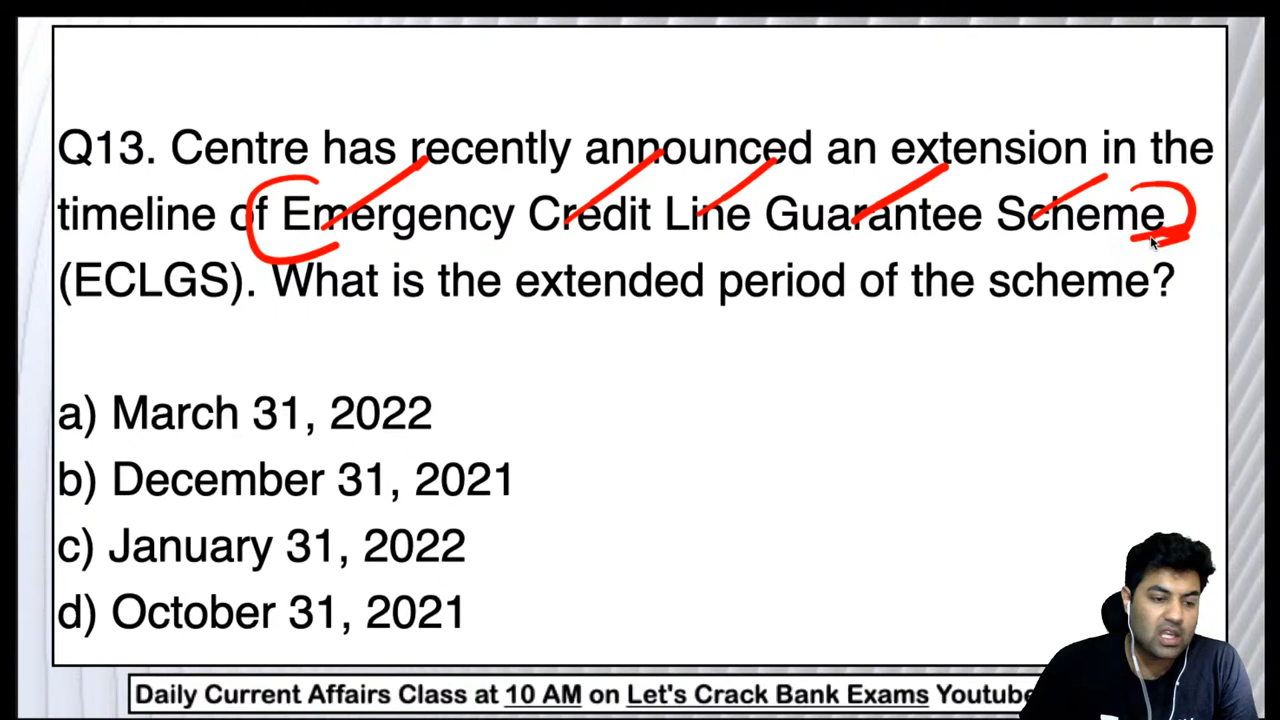 Q13. Centre has recently announced an extension in the
timeline of Emergency Credit Line Guarantee Scheme
(ECLGS). What is the extended period of the scheme?
a) March 31, 2022
b) December 31, 2021
c) January 31, 2022
d) October 31, 2021
Daily Current Affairs Class at 10 AM on Let's Crack Bank Exams Youtube